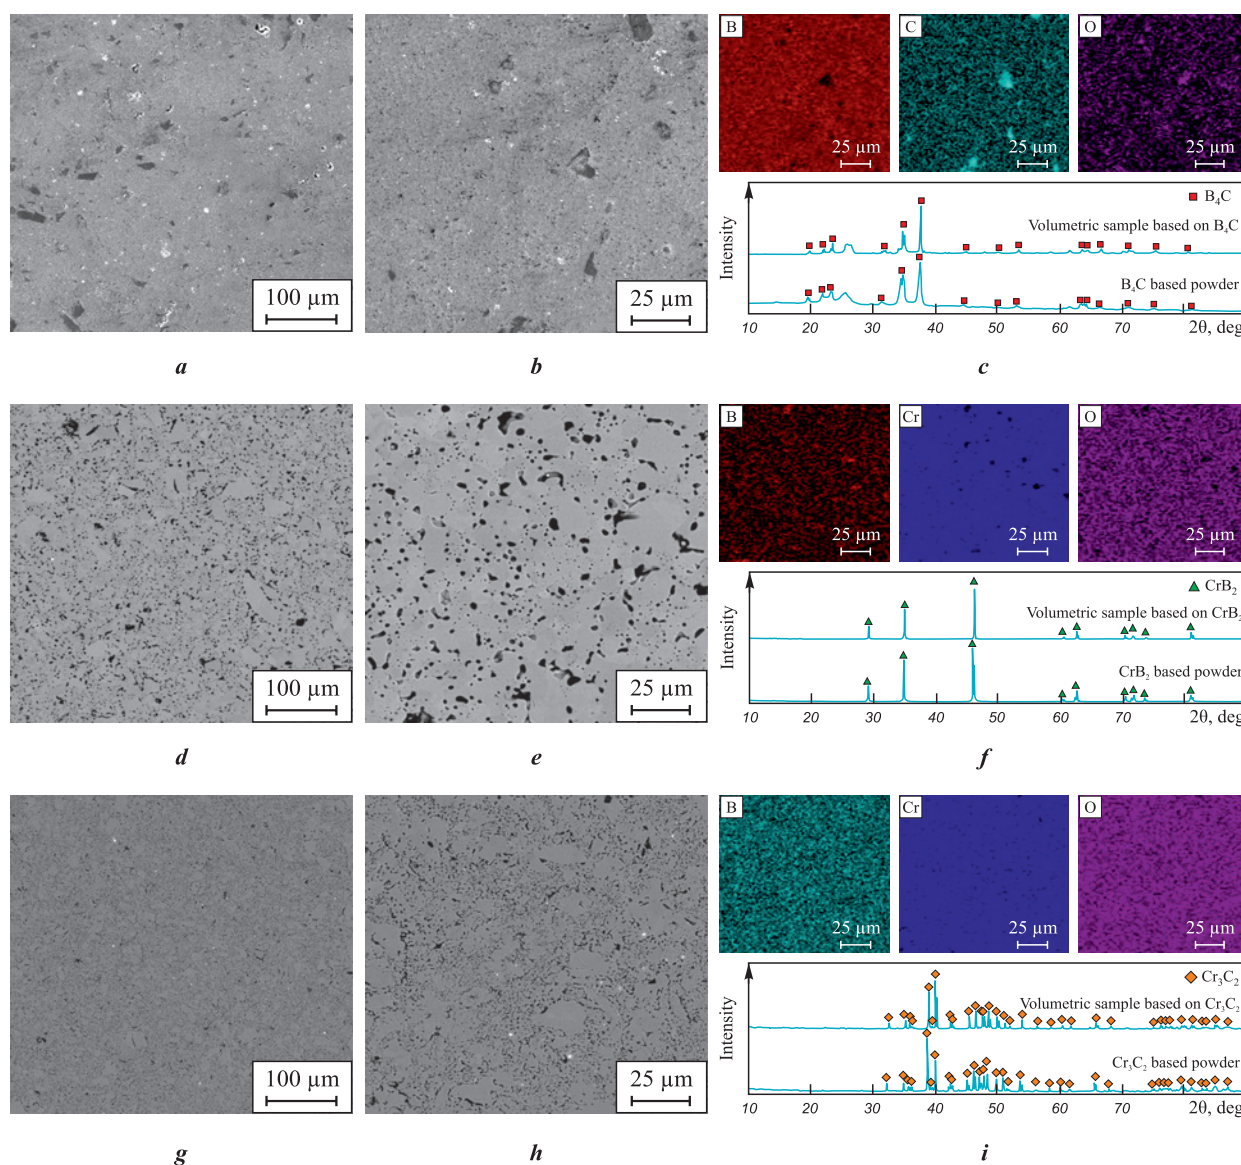 100 µm
25 µm
B
C
O
25 µm
25 µm
25 µm
B₄C
Volumetric sample based on B₄C
B₄C based powder
Intensity
10 20 30 40 50 60 70 2θ, deg
a
b
c
100 µm
25 µm
B
Cr
O
25 µm
25 µm
25 µm
CrB₂
Volumetric sample based on CrB₂
CrB₂ based powder
Intensity
10 20 30 40 50 60 70 2θ, deg
d
e
f
100 µm
25 µm
B
Cr
O
25 µm
25 µm
25 µm
Cr₃C₂
Volumetric sample based on Cr₃C₂
Cr₃C₂ based powder
Intensity
10 20 30 40 50 60 70 2θ, deg
g
h
i